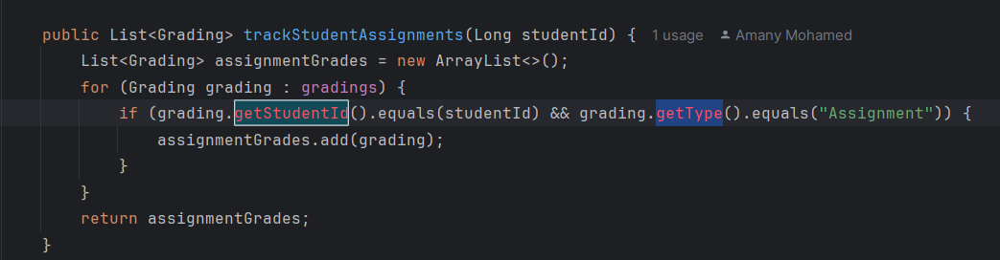 public List<Grading> trackStudentAssignments(Long studentId) { 1 usage Amany Mohamed
List<Grading> assignmentGrades = new ArrayList<>();
for (Grading grading : gradings) {
if (grading.getStudentId().equals(studentId) && grading.getType().equals("Assignment")) {
assignmentGrades.add(grading);
}
}
return assignmentGrades;
}